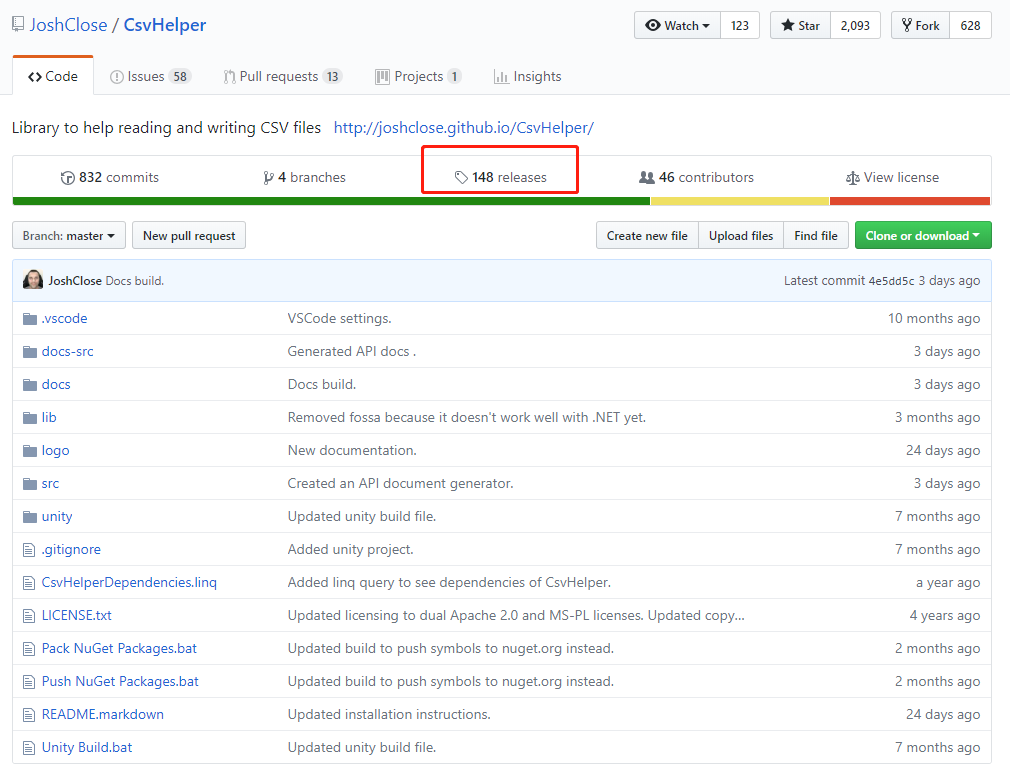 JoshClose / CsvHelper Watch 123 Star 2,093 Fork 628
Code Issues 58 Pull requests 13 Projects 1 Insights
Library to help reading and writing CSV files http://joshclose.github.io/CsvHelper/
832 commits 4 branches 148 releases 46 contributors View license
Branch: master New pull request Create new file Upload files Find file Clone or download
JoshClose Docs build. Latest commit 4e5dd5c 3 days ago
.vscode VSCode settings. 10 months ago
docs-src Generated API docs . 3 days ago
docs Docs build. 3 days ago
lib Removed fossa because it doesn't work well with .NET yet. 3 months ago
logo New documentation. 24 days ago
src Created an API document generator. 3 days ago
unity Updated unity build file. 7 months ago
.gitignore Added unity project. 7 months ago
CsvHelperDependencies.linq Added linq query to see dependencies of CsvHelper. a year ago
LICENSE.txt Updated licensing to dual Apache 2.0 and MS-PL licenses. Updated copy... 4 years ago
Pack NuGet Packages.bat Updated build to push symbols to nuget.org instead. 2 months ago
Push NuGet Packages.bat Updated build to push symbols to nuget.org instead. 2 months ago
README.markdown Updated installation instructions. 24 days ago
Unity Build.bat Updated unity build file. 7 months ago